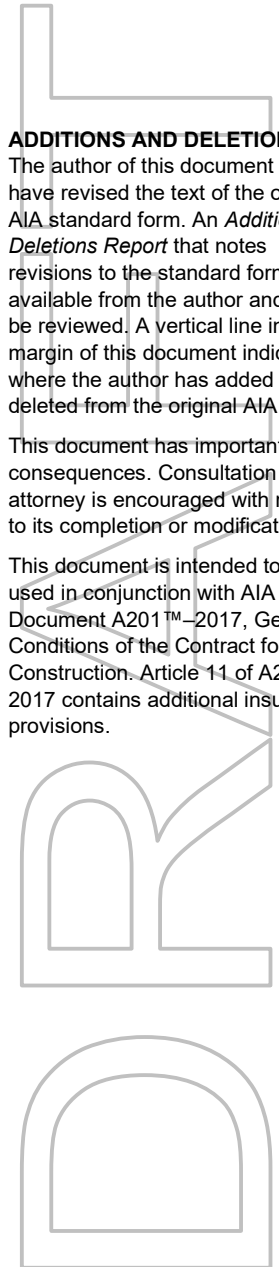 ADDITIONS AND DELETION
The author of this document
have revised the text of the o
AIA standard form. An Additi
Deletions Report that notes
revisions to the standard form
available from the author and
be reviewed. A vertical line in
margin of this document indic
where the author has added
deleted from the original AIA
This document has important
consequences. Consultation
attorney is encouraged with r
to its completion or modificat
This document is intended to
used in conjunction with AIA
Document A201™–2017, Ge
Conditions of the Contract fo
Construction. Article 11 of A2
2017 contains additional insu
provisions.
DRAFT